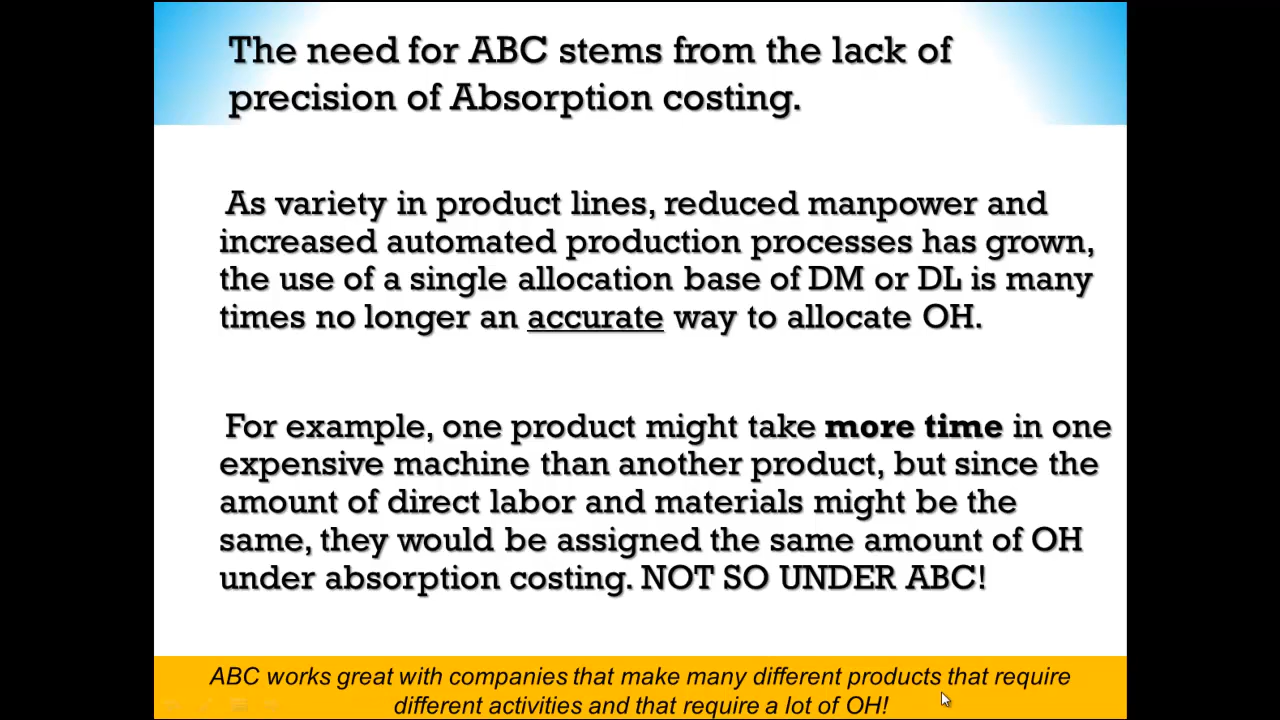 The need for ABC stems from the lack of
precision of Absorption costing.
As variety in product lines, reduced manpower and
increased automated production processes has grown,
the use of a single allocation base of DM or DL is many
times no longer an accurate way to allocate OH.
For example, one product might take more time in one
expensive machine than another product, but since the
amount of direct labor and materials might be the
same, they would be assigned the same amount of OH
under absorption costing. NOT SO UNDER ABC!
ABC works great with companies that make many different products that require
different activities and that require a lot of OH!